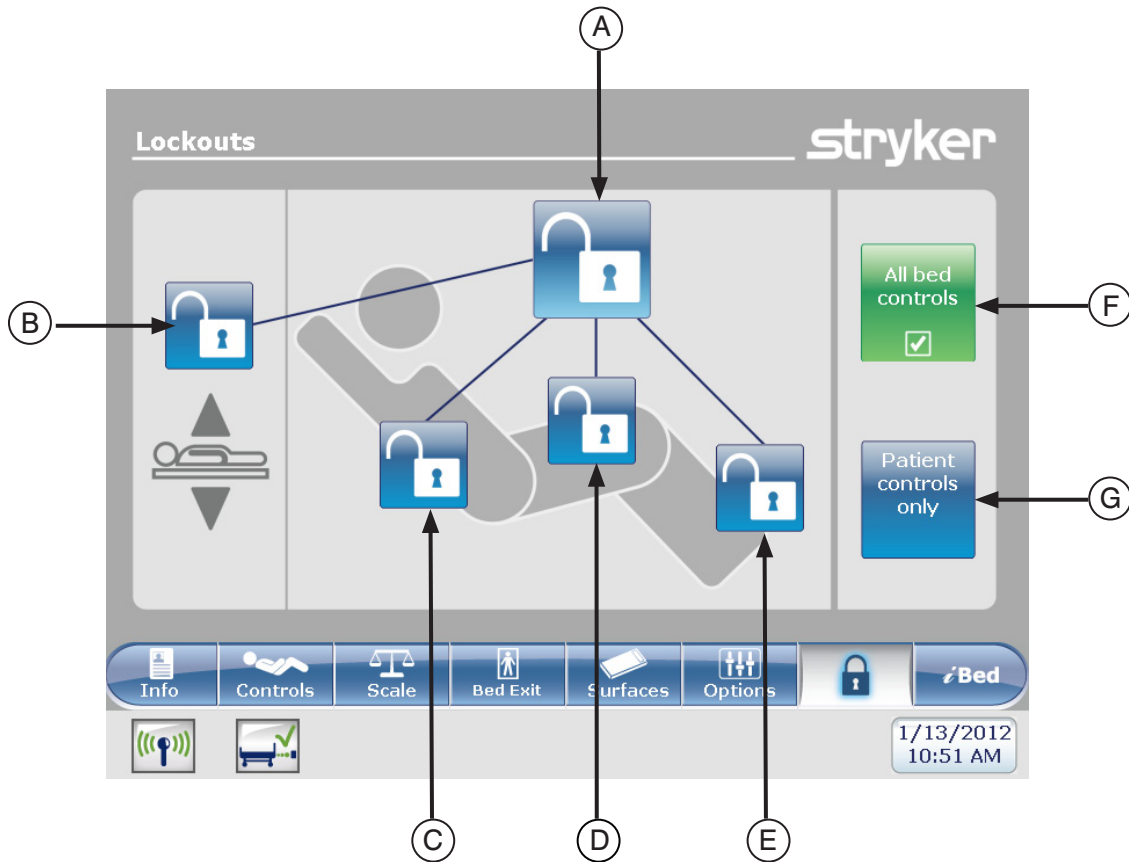 A
Lockouts
stryker
B
All bed
controls
F
Patient
controls
only
G
Info
Controls
Scale
Bed Exit
Surfaces
Options
iBed
1/13/2012
10:51 AM
C
D
E